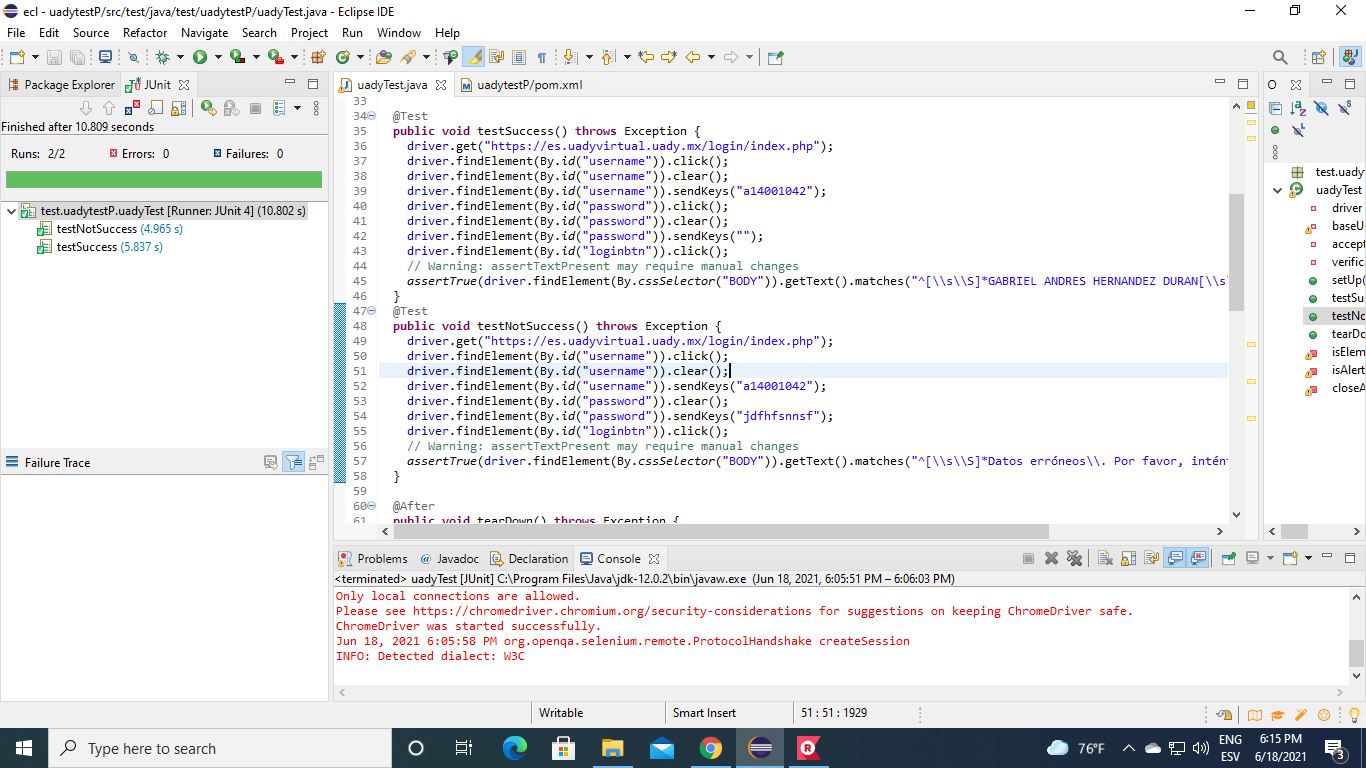 ecl - uadytestP/src/test/java/test/uadytestP/uadyTest.java - Eclipse IDE
File Edit Source Refactor Navigate Search Project Run Window Help
Package Explorer JUnit
Finished after 10.809 seconds
Runs: 2/2 Errors: 0 Failures: 0
test.uadytestP.uadyTest [Runner: JUnit 4] (10.802 s)
testNotSuccess (4.965 s)
testSuccess (5.837 s)
Failure Trace
uadyTest.java uadytestP/pom.xml
33
34 @Test
35 public void testSuccess() throws Exception {
36 driver.get("https://es.uadyvirtual.uady.mx/login/index.php");
37 driver.findElement(By.id("username")).click();
38 driver.findElement(By.id("username")).clear();
39 driver.findElement(By.id("username")).sendKeys("a14001042");
40 driver.findElement(By.id("password")).click();
41 driver.findElement(By.id("password")).clear();
42 driver.findElement(By.id("password")).sendKeys("");
43 driver.findElement(By.id("loginbtn")).click();
44 // Warning: assertTextPresent may require manual changes
45 assertTrue(driver.findElement(By.cssSelector("BODY")).getText().matches("^[\\s\\S]*GABRIEL ANDRES HERNANDEZ DURAN[\\s
46 }
47 @Test
48 public void testNotSuccess() throws Exception {
49 driver.get("https://es.uadyvirtual.uady.mx/login/index.php");
50 driver.findElement(By.id("username")).click();
51 driver.findElement(By.id("username")).clear();
52 driver.findElement(By.id("username")).sendKeys("a14001042");
53 driver.findElement(By.id("password")).clear();
54 driver.findElement(By.id("password")).sendKeys("jdfhfsnnsf");
55 driver.findElement(By.id("loginbtn")).click();
56 // Warning: assertTextPresent may require manual changes
57 assertTrue(driver.findElement(By.cssSelector("BODY")).getText().matches("^[\\s\\S]*Datos erróneos\\. Por favor, intén
58 }
59
60 @After
61 public void tearDown() throws Exception {
O
test.uady
uadyTest
driver
baseU
accept
verific
setUp(
testSu
testNo
tearDo
isElem
isAlert
closeA
Problems @ Javadoc Declaration Console
<terminated> uadyTest [JUnit] C:\Program Files\Java\jdk-12.0.2\bin\javaw.exe (Jun 18, 2021, 6:05:51 PM – 6:06:03 PM)
Only local connections are allowed.
Please see https://chromedriver.chromium.org/security-considerations for suggestions on keeping ChromeDriver safe.
ChromeDriver was started successfully.
Jun 18, 2021 6:05:58 PM org.openqa.selenium.remote.ProtocolHandshake createSession
INFO: Detected dialect: W3C
Writable Smart Insert 51 : 51 : 1929
Type here to search
76°F
ENG
ESV
6:15 PM
6/18/2021
3